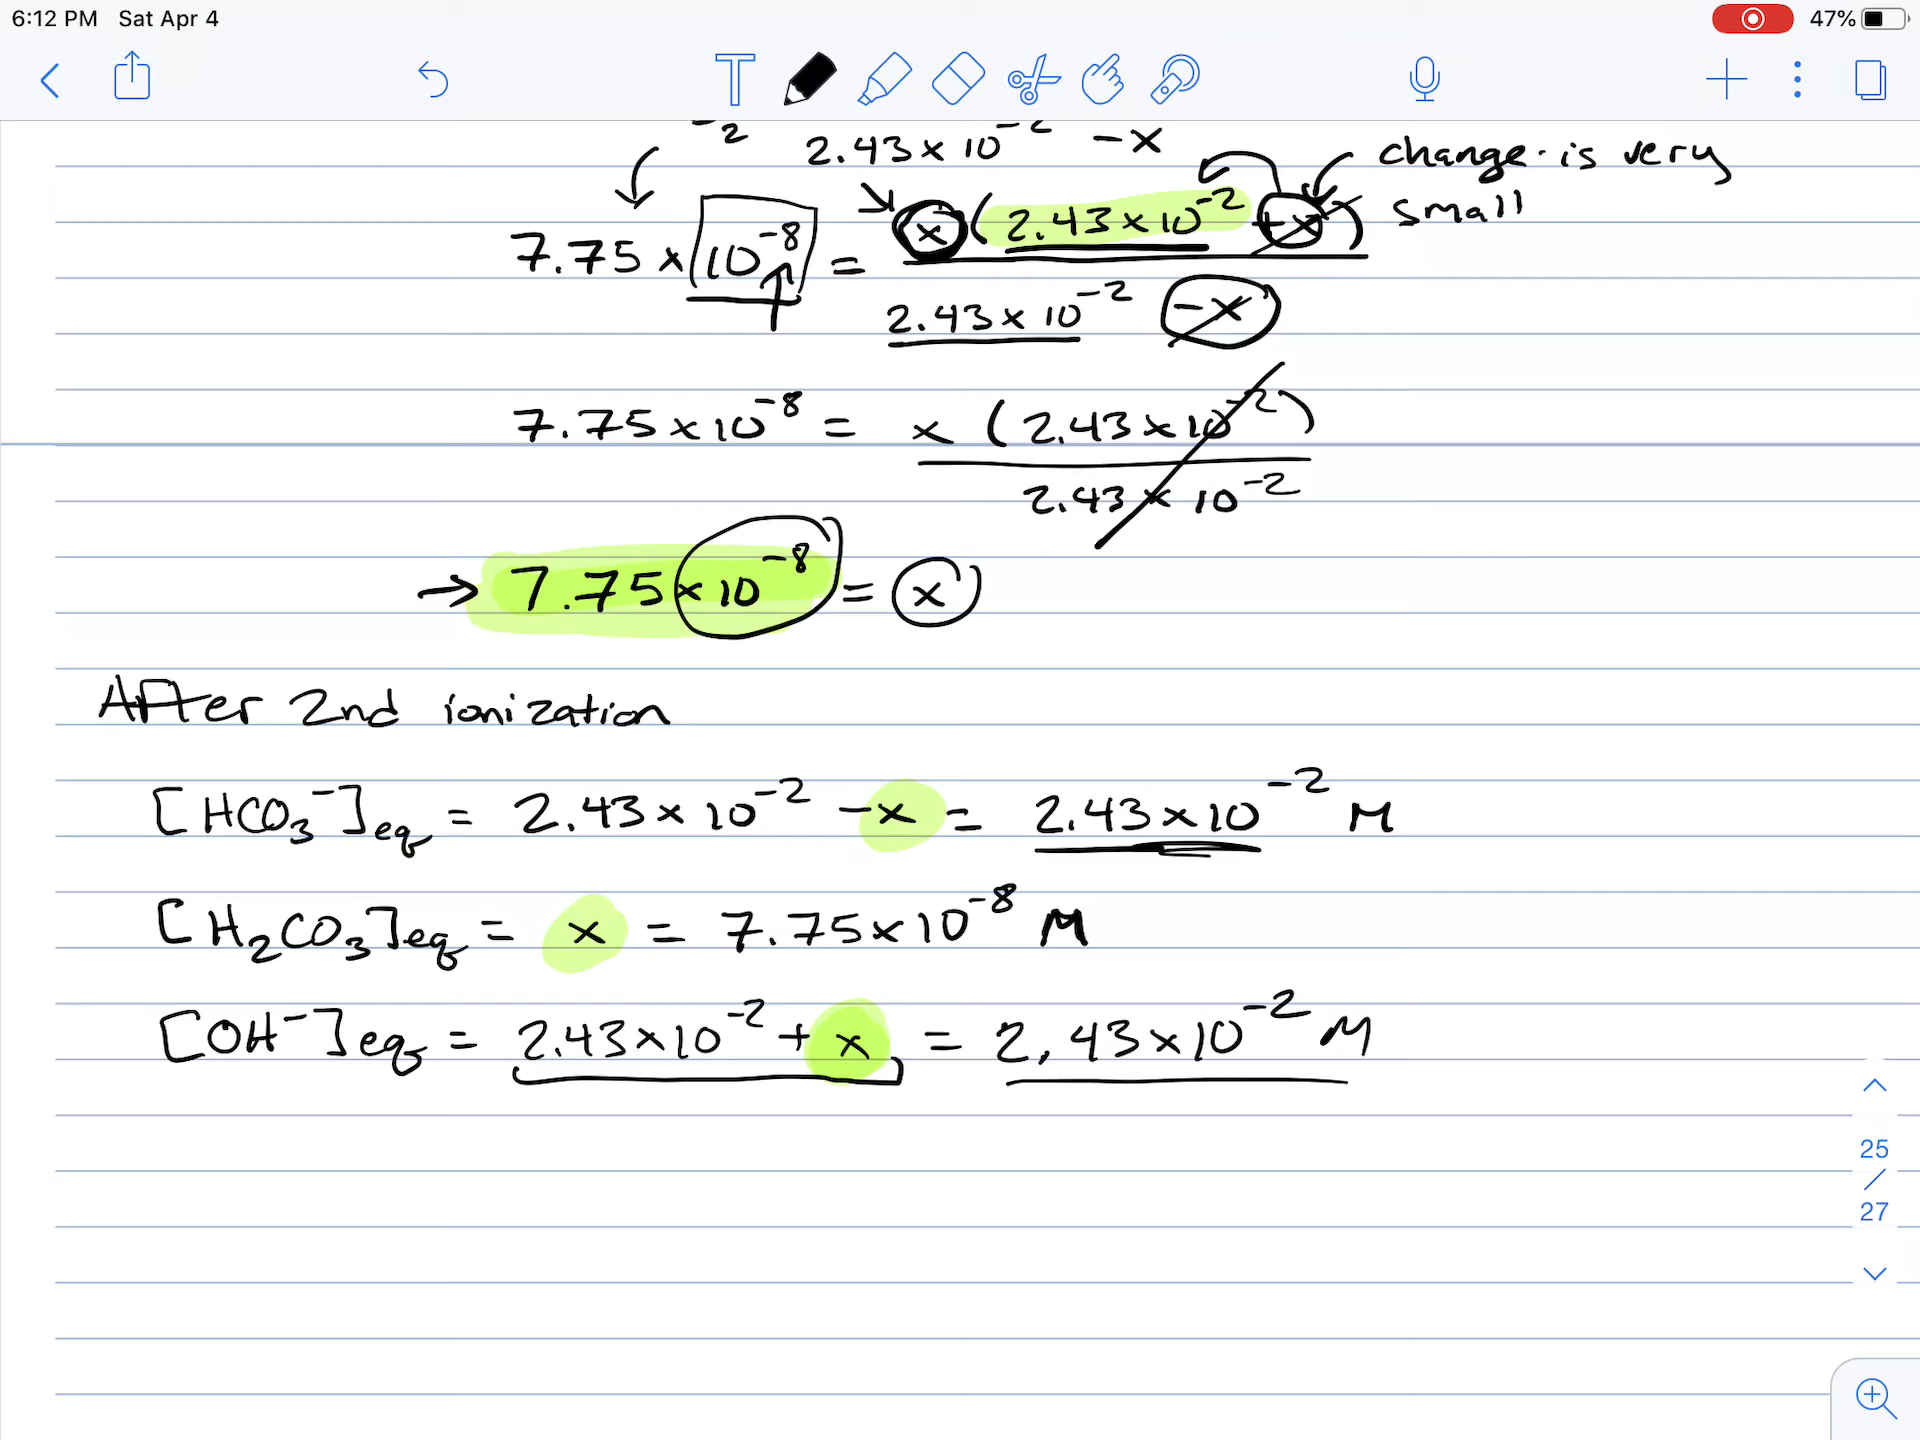 6:12 PM Sat Apr 4 47%
2 2.43 x 10⁻² - x
change is very
small
7.75 x 10⁻⁸ = x (2.43 x 10⁻² + x)
2.43 x 10⁻² - x
7.75 x 10⁻⁸ = x (2.43 x 10⁻²)
2.43 x 10⁻²
→ 7.75 x 10⁻⁸ = x
After 2nd ionization
[HCO₃⁻]eq = 2.43 x 10⁻² - x = 2.43 x 10⁻² M
[H₂CO₃]eq = x = 7.75 x 10⁻⁸ M
[OH⁻]eq = 2.43 x 10⁻² + x = 2.43 x 10⁻² M
25
/
27